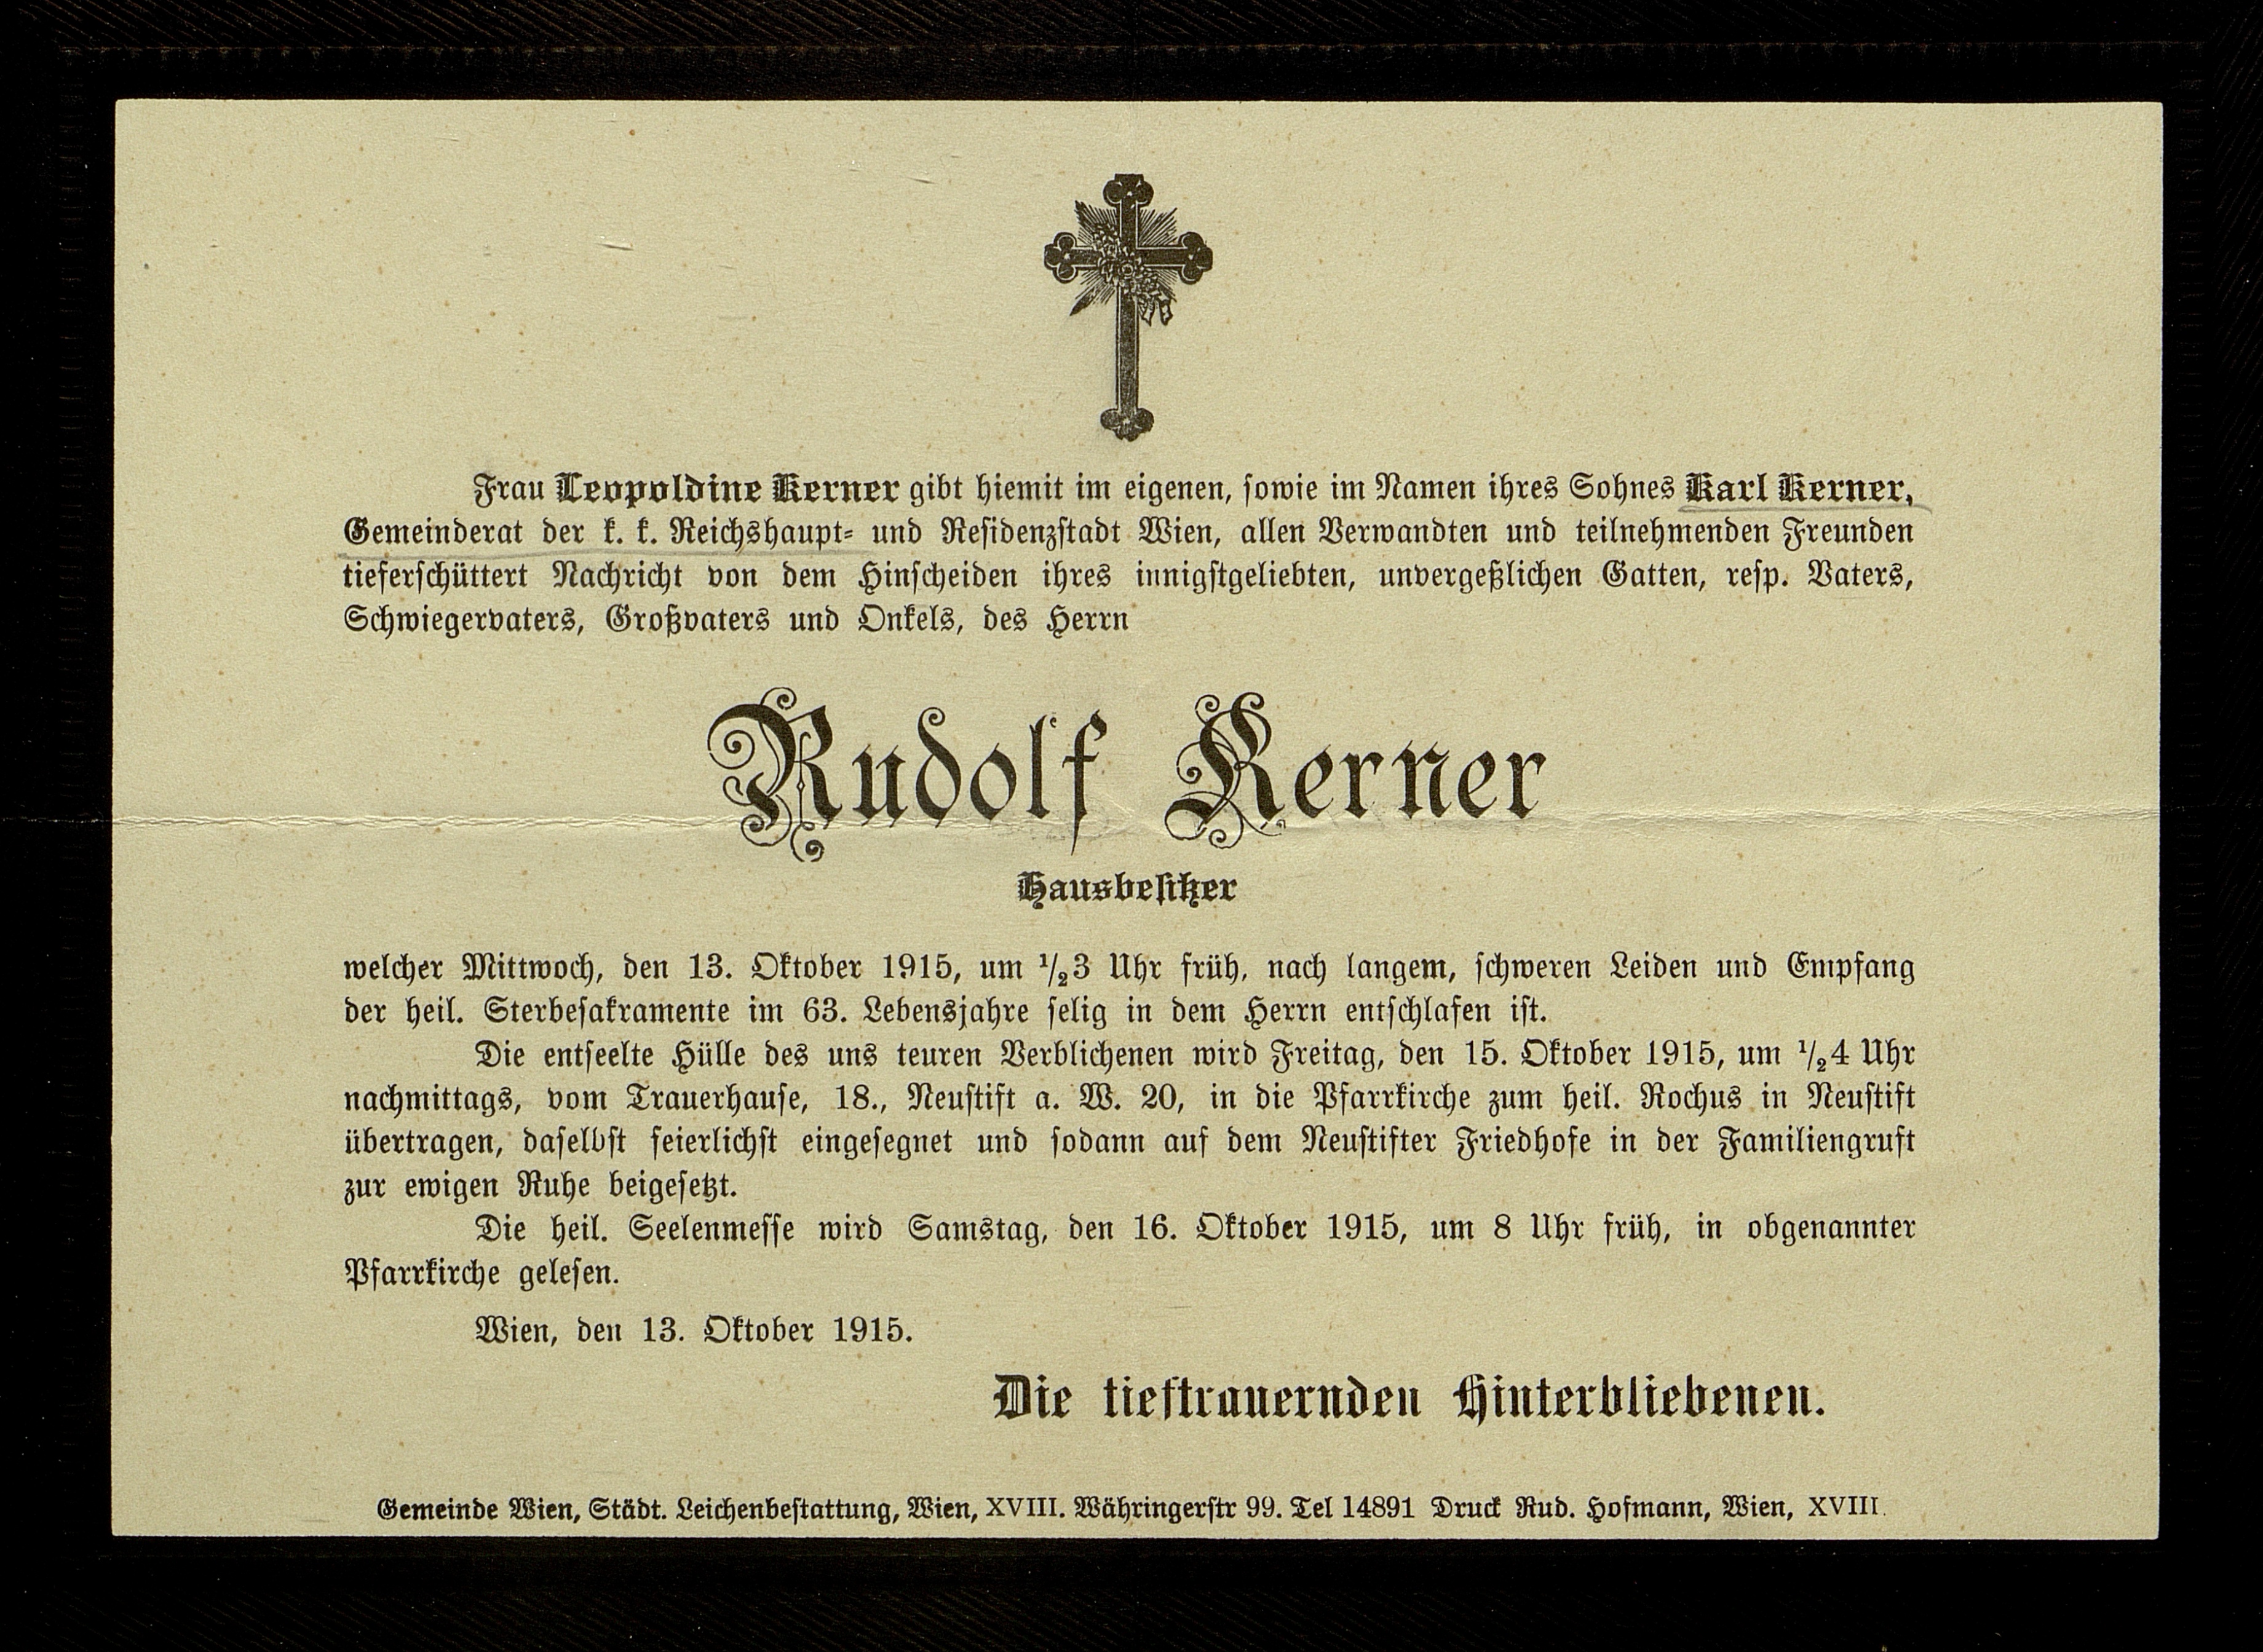 Frau Leopoldine Kerner gibt hiemit im eigenen, sowie im Namen ihres Sohnes Karl Kerner,
Gemeinderat der k. k. Reichshaupt- und Residenzstadt Wien, allen Verwandten und teilnehmenden Freunden
tieferschüttert Nachricht von dem Hinscheiden ihres innigstgeliebten, unvergeßlichen Gatten, resp. Vaters,
Schwiegervaters, Großvaters und Onkels, des Herrn
Rudolf Kerner
Hausbesitzer
welcher Mittwoch, den 13. Oktober 1915, um 1/2 3 Uhr früh, nach langem, schweren Leiden und Empfang
der heil. Sterbesakramente im 63. Lebensjahre selig in dem Herrn entschlafen ist.
Die entseelte Hülle des uns teuren Verblichenen wird Freitag, den 15. Oktober 1915, um 1/2 4 Uhr
nachmittags, vom Trauerhause, 18., Neustift a. W. 20, in die Pfarrkirche zum heil. Rochus in Neustift
übertragen, daselbst feierlichst eingesegnet und sodann auf dem Neustifter Friedhofe in der Familiengruft
zur ewigen Ruhe beigesetzt.
Die heil. Seelenmesse wird Samstag, den 16. Oktober 1915, um 8 Uhr früh, in obgenannter
Pfarrkirche gelesen.
Wien, den 13. Oktober 1915.
Die tieftrauernden Hinterbliebenen.
Gemeinde Wien, Städt. Leichenbestattung, Wien, XVIII. Währingerstr 99. Tel 14891 Druck Rud. Hofmann, Wien, XVIII.